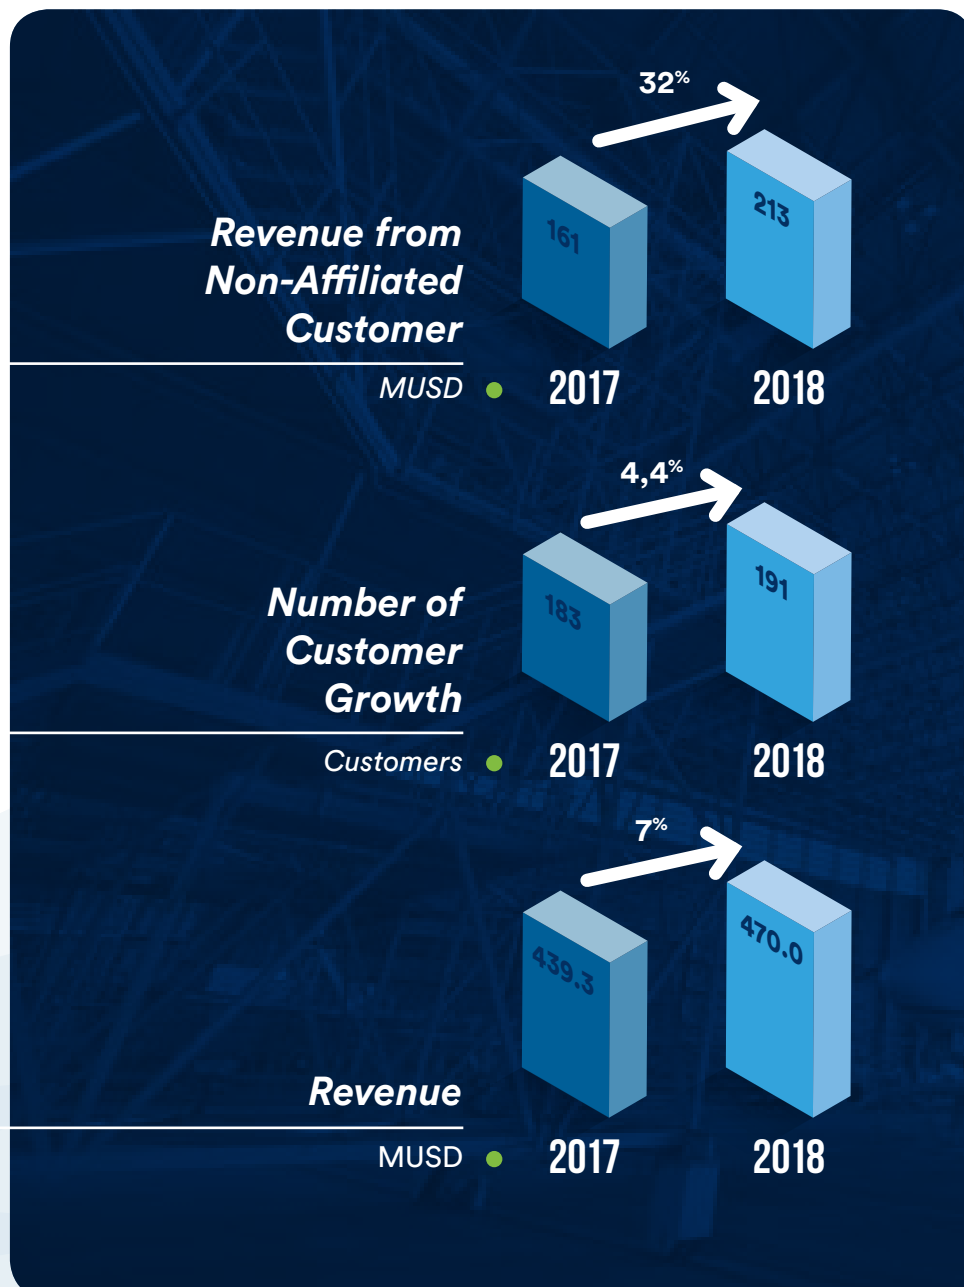 32%
161
213
Revenue from
Non-Affiliated
Customer
MUSD
2017
2018
4,4%
183
191
Number of
Customer
Growth
Customers
2017
2018
7%
439.3
470.0
Revenue
MUSD
2017
2018